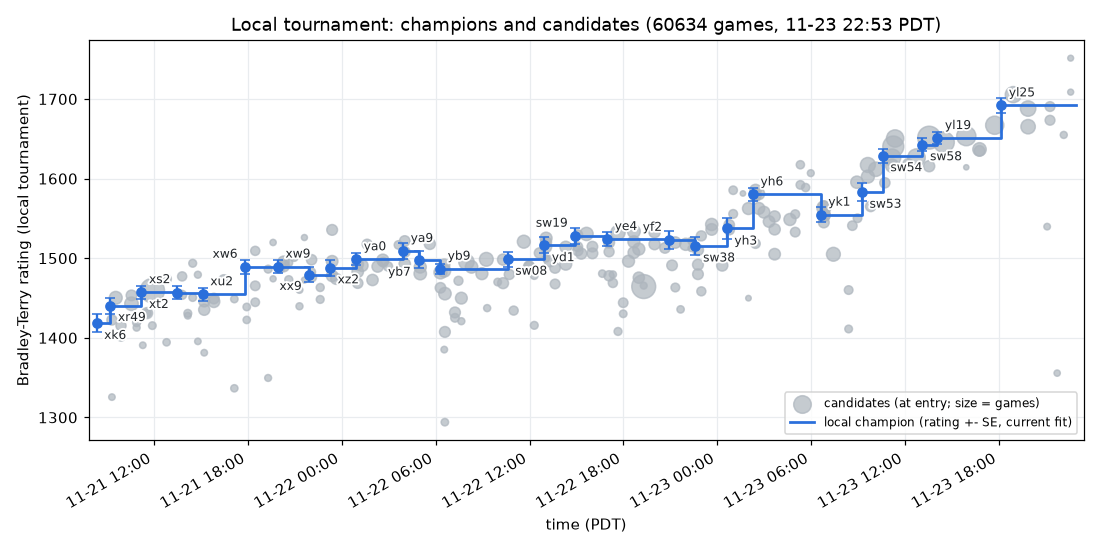 Local tournament: champions and candidates (60634 games, 11-23 22:53 PDT)
Bradley-Terry rating (local tournament)
1700
1600
1500
1400
1300
xk6
xr49
xs2
xt2
xu2
xw6
xx9
xw9
xz2
ya0
yb7
ya9
yb9
sw08
sw19
yd1
ye4
yf2
sw38
yh3
yh6
yk1
sw53
sw54
sw58
yl19
yl25
candidates (at entry; size = games)
local champion (rating +- SE, current fit)
11-21 12:00
11-21 18:00
11-22 00:00
11-22 06:00
11-22 12:00
11-22 18:00
11-23 00:00
11-23 06:00
11-23 12:00
11-23 18:00
time (PDT)